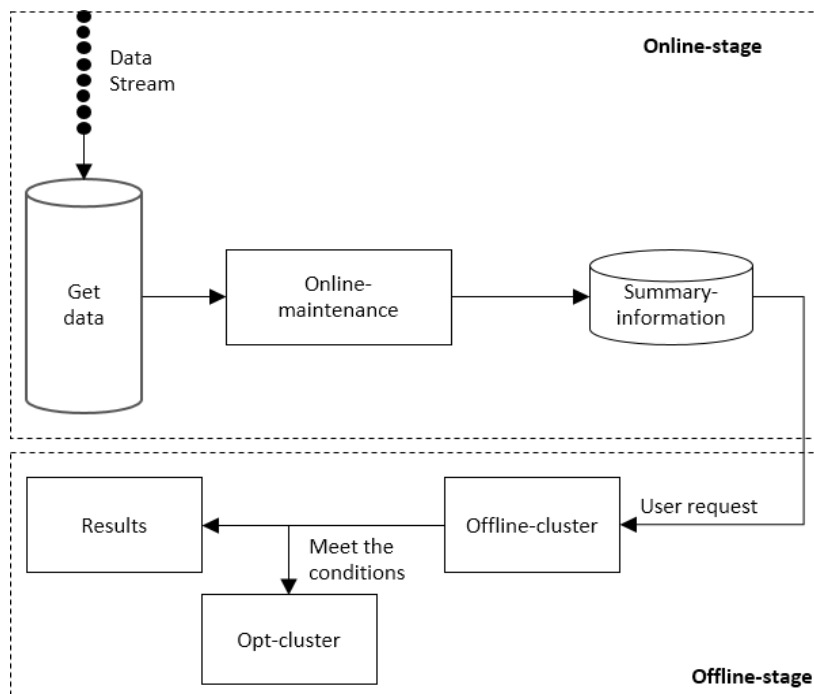 Online-stage
Data
Stream
Get
data
Online-
maintenance
Summary-
information
Results
Offline-cluster
User request
Meet the
conditions
Opt-cluster
Offline-stage